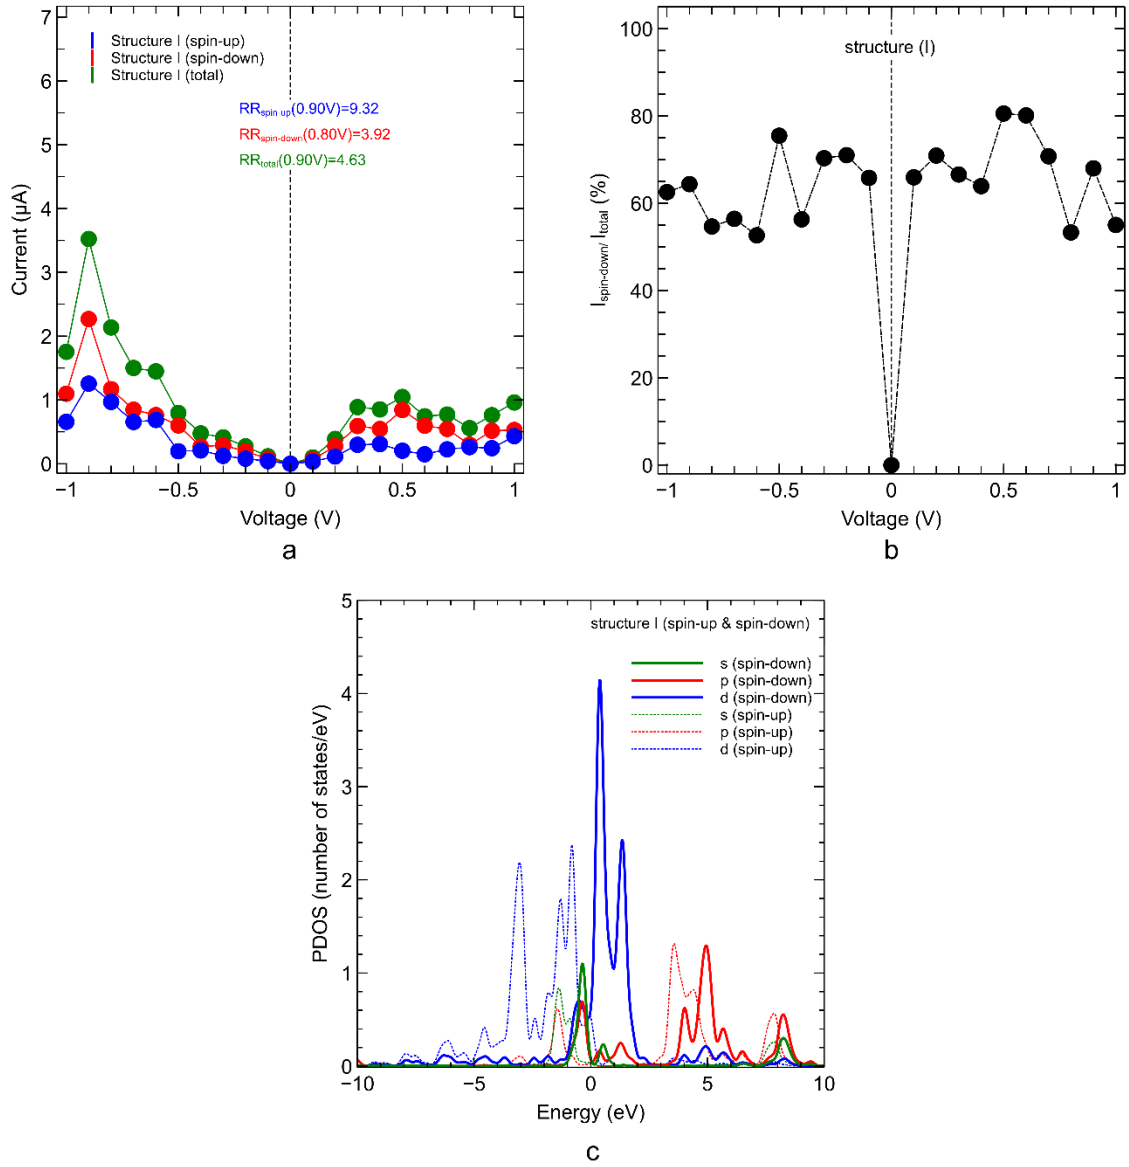 7
6
5
4
3
2
1
0
Current (µA)
Structure I (spin-up)
Structure I (spin-down)
Structure I (total)
RRspin-up(0.90V)=9.32
RRspin-down(0.80V)=3.92
RRtotal(0.90V)=4.63
−1 −0.5 0 0.5 1
Voltage (V)
a
100
80
60
40
20
0
Ispin-down/ Itotal (%)
structure (I)
−1 −0.5 0 0.5 1
Voltage (V)
b
5
4
3
2
1
0
PDOS (number of states/eV)
structure I (spin-up & spin-down)
s (spin-down)
p (spin-down)
d (spin-down)
s (spin-up)
p (spin-up)
d (spin-up)
−10 −5 0 5 10
Energy (eV)
c